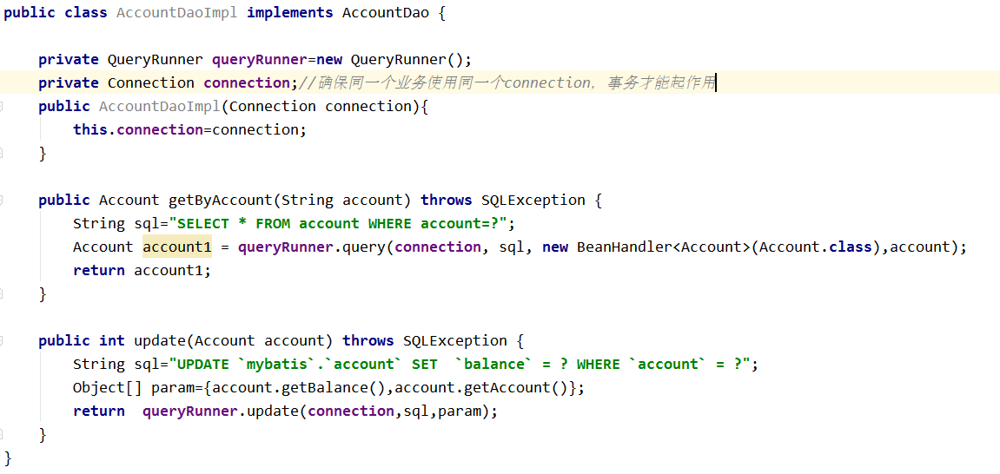 public class AccountDaoImpl implements AccountDao {
private QueryRunner queryRunner=new QueryRunner();
private Connection connection;//确保同一个业务使用同一个connection, 事务才能起作用
public AccountDaoImpl(Connection connection){
this.connection=connection;
}
public Account getByAccount(String account) throws SQLException {
String sql="SELECT * FROM account WHERE account=?";
Account account1 = queryRunner.query(connection, sql, new BeanHandler<Account>(Account.class),account);
return account1;
}
public int update(Account account) throws SQLException {
String sql="UPDATE `mybatis`.`account` SET  `balance` = ? WHERE `account` = ?";
Object[] param={account.getBalance(),account.getAccount()};
return  queryRunner.update(connection,sql,param);
}
}